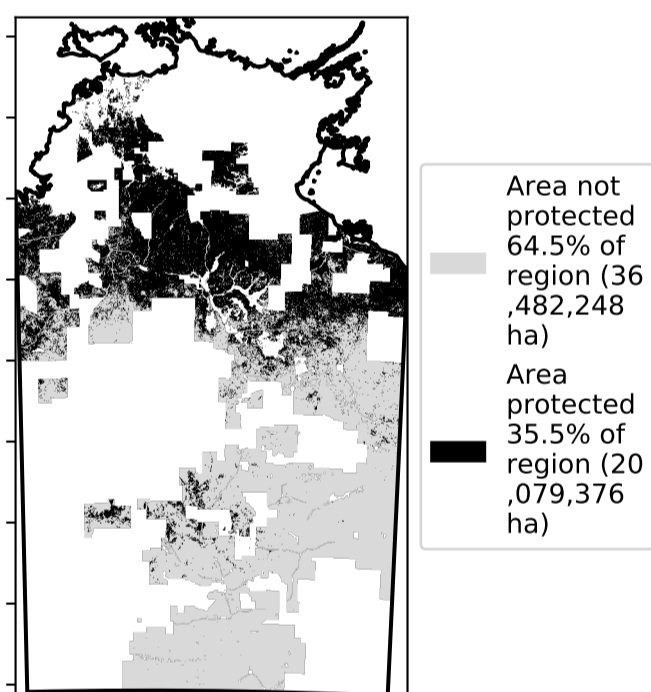 Area not
protected
64.5% of
region (36
,482,248
ha)
Area
protected
35.5% of
region (20
,079,376
ha)